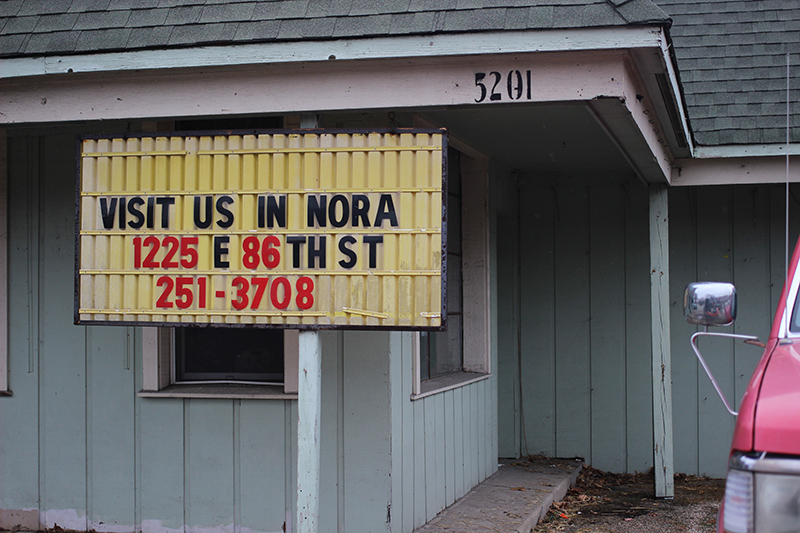 5201
VISIT US IN NORA
1225 E 86TH ST
251-3708